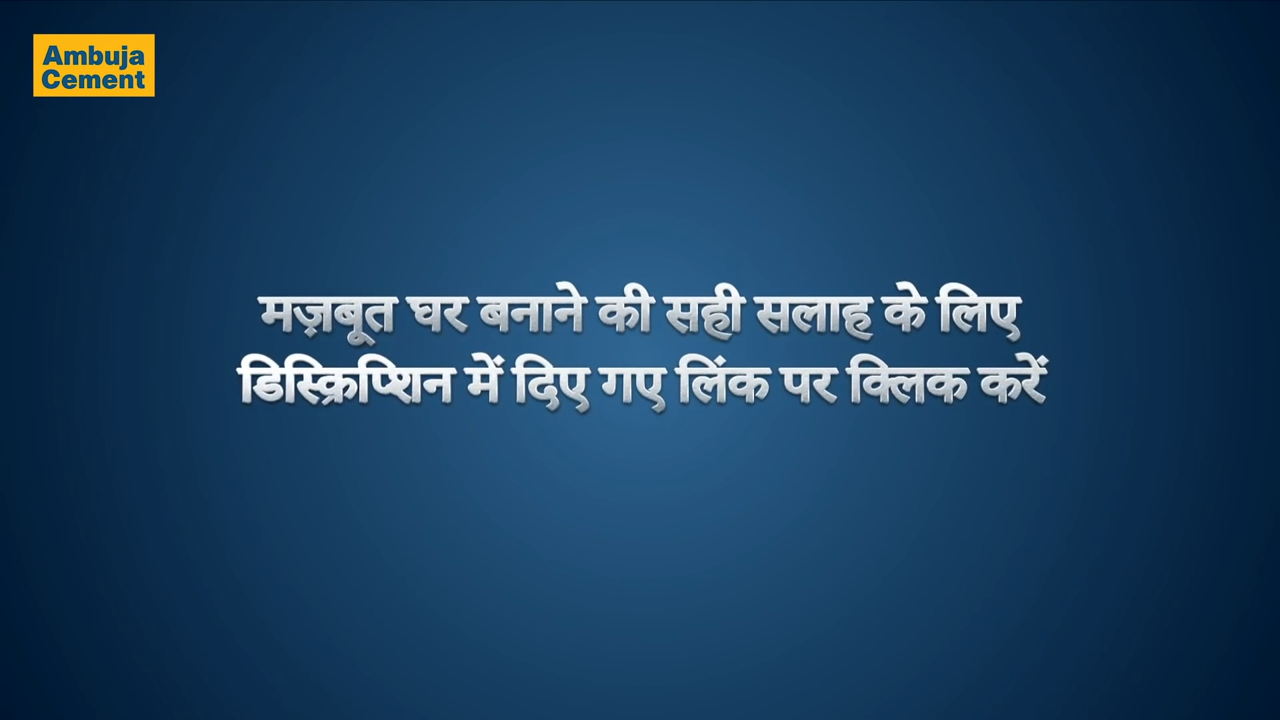 Ambuja
Cement
मज़बूत घर बनाने की सही सलाह के लिए
डिस्क्रिप्शिन में दिए गए लिंक पर क्लिक करें